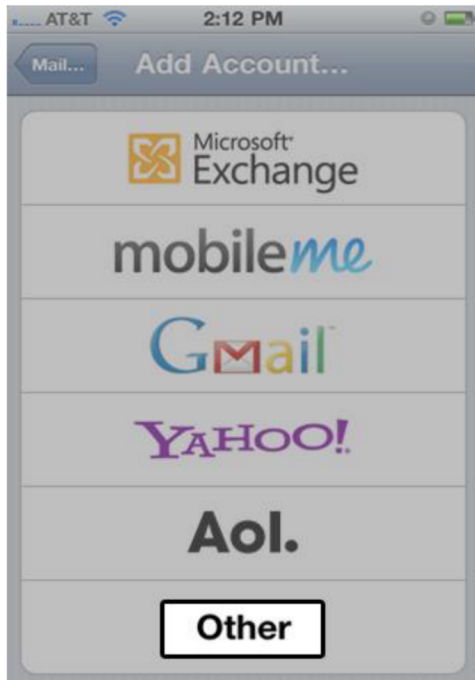 AT&T 2:12 PM
Mail... Add Account...
Microsoft
Exchange
mobileme
Gmail
YAHOO!
Aol.
Other